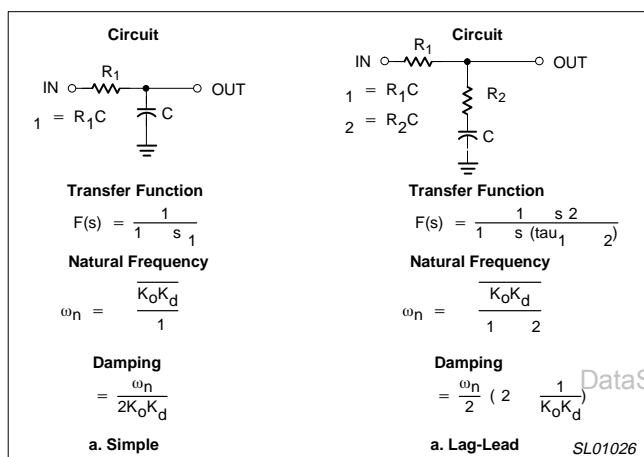 Circuit
IN R1 OUT
1 = R1C
C
Transfer Function
F(s) = 1 / 1 s 1
Natural Frequency
ωn = KoKd / 1
Damping
= ωn / 2KoKd
a. Simple
Circuit
IN R1 OUT
1 = R1C
R2
2 = R2C
C
Transfer Function
F(s) = 1 s 2 / 1 s (tau1 2)
Natural Frequency
ωn = KoKd / 1 2
Damping
= ωn / 2 ( 2 1 / KoKd)
DataS
a. Lag-Lead
SL01026